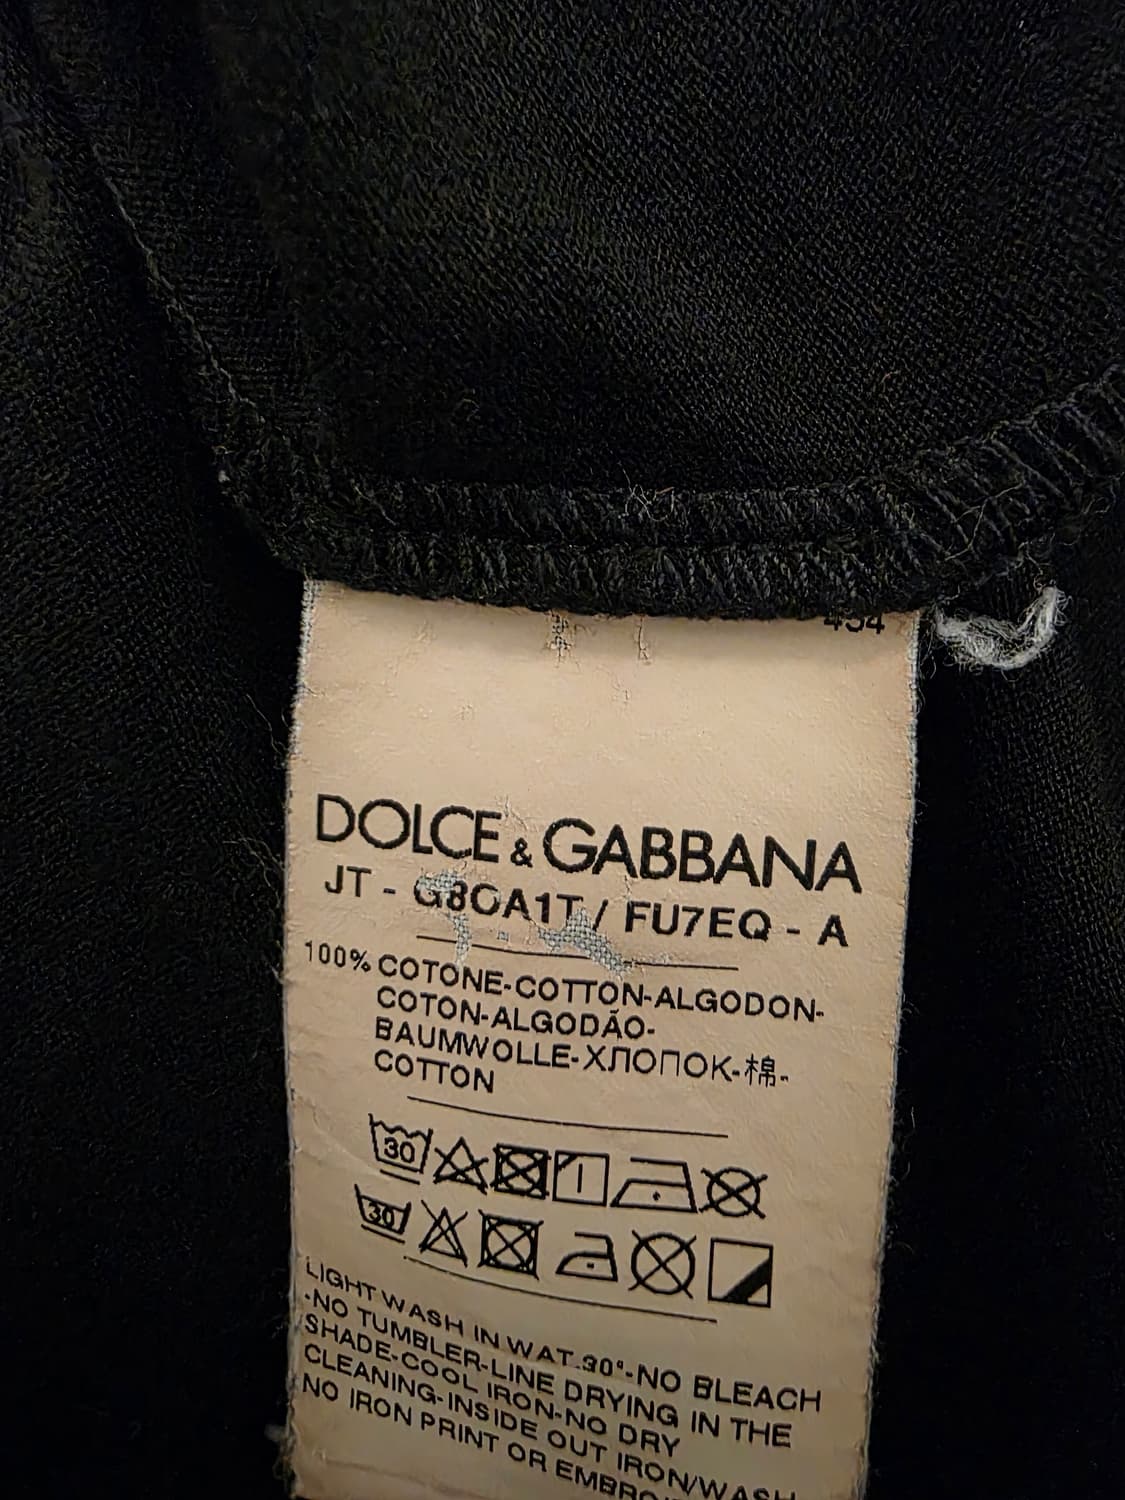 DOLCE & GABBANA
JT - G8OA1T / FU7EQ - A
100% COTONE-COTTON-ALGODON-
COTON-ALGODÃO-
BAUMWOLLE-ХЛОПОК-棉-
COTTON
30
30
LIGHT WASH IN WAT.30°-NO BLEACH
-NO TUMBLER-LINE DRYING IN THE
SHADE-COOL IRON-NO DRY
CLEANING-INSIDE OUT IRON/WASH
NO IRON PRINT OR